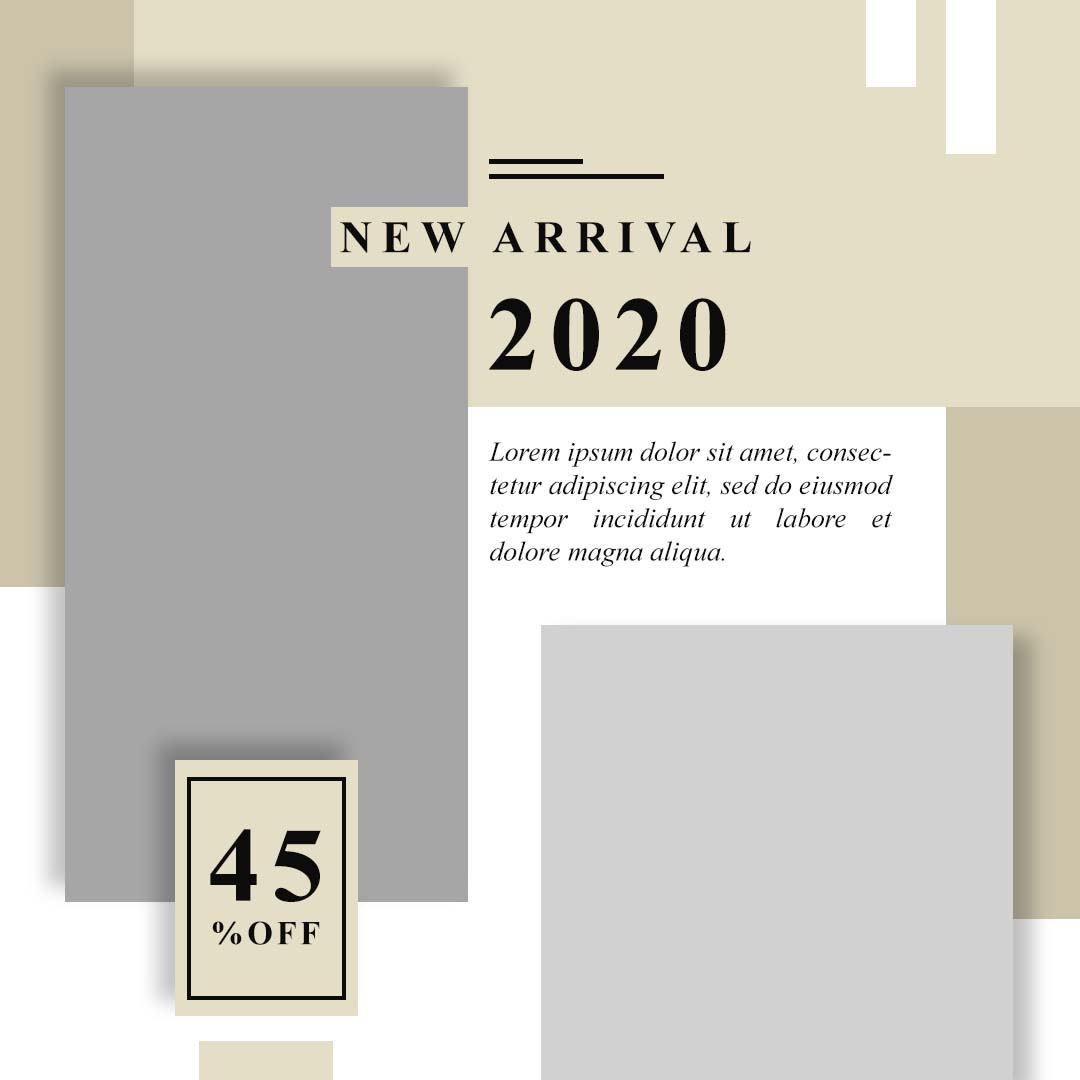 NEW ARRIVAL
2020
Lorem ipsum dolor sit amet, consec-
tetur adipiscing elit, sed do eiusmod
tempor incididunt ut labore et
dolore magna aliqua.
45
%OFF